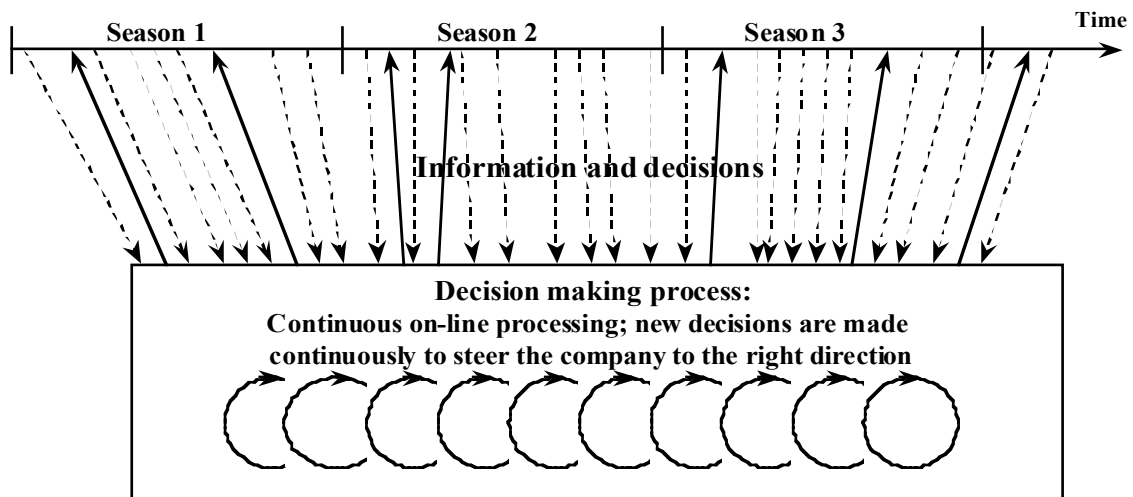 Time
Season 1
Season 2
Season 3
Information and decisions
Decision making process:
Continuous on-line processing; new decisions are made
continuously to steer the company to the right direction